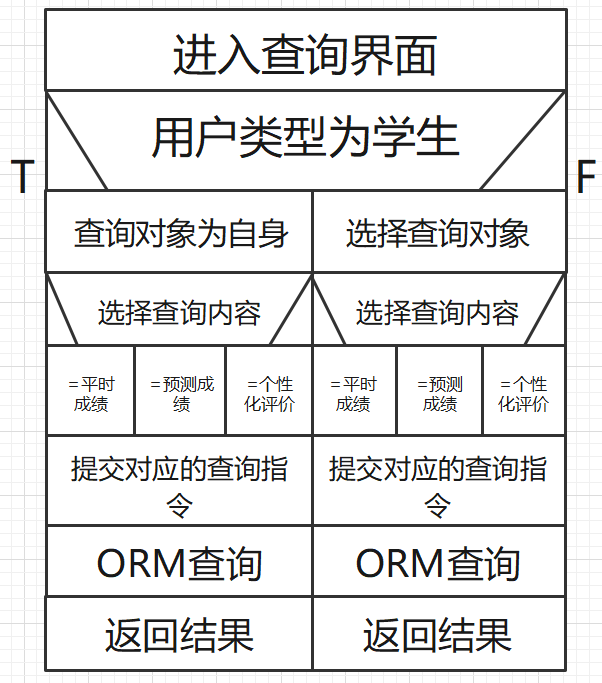 进入查询界面
用户类型为学生
T
F
查询对象为自身
选择查询对象
选择查询内容
选择查询内容
=平时
成绩
=预测成
绩
=个性
化评价
=平时
成绩
=预测
成绩
=个性
化评价
提交对应的查询指
令
提交对应的查询指
令
ORM查询
ORM查询
返回结果
返回结果